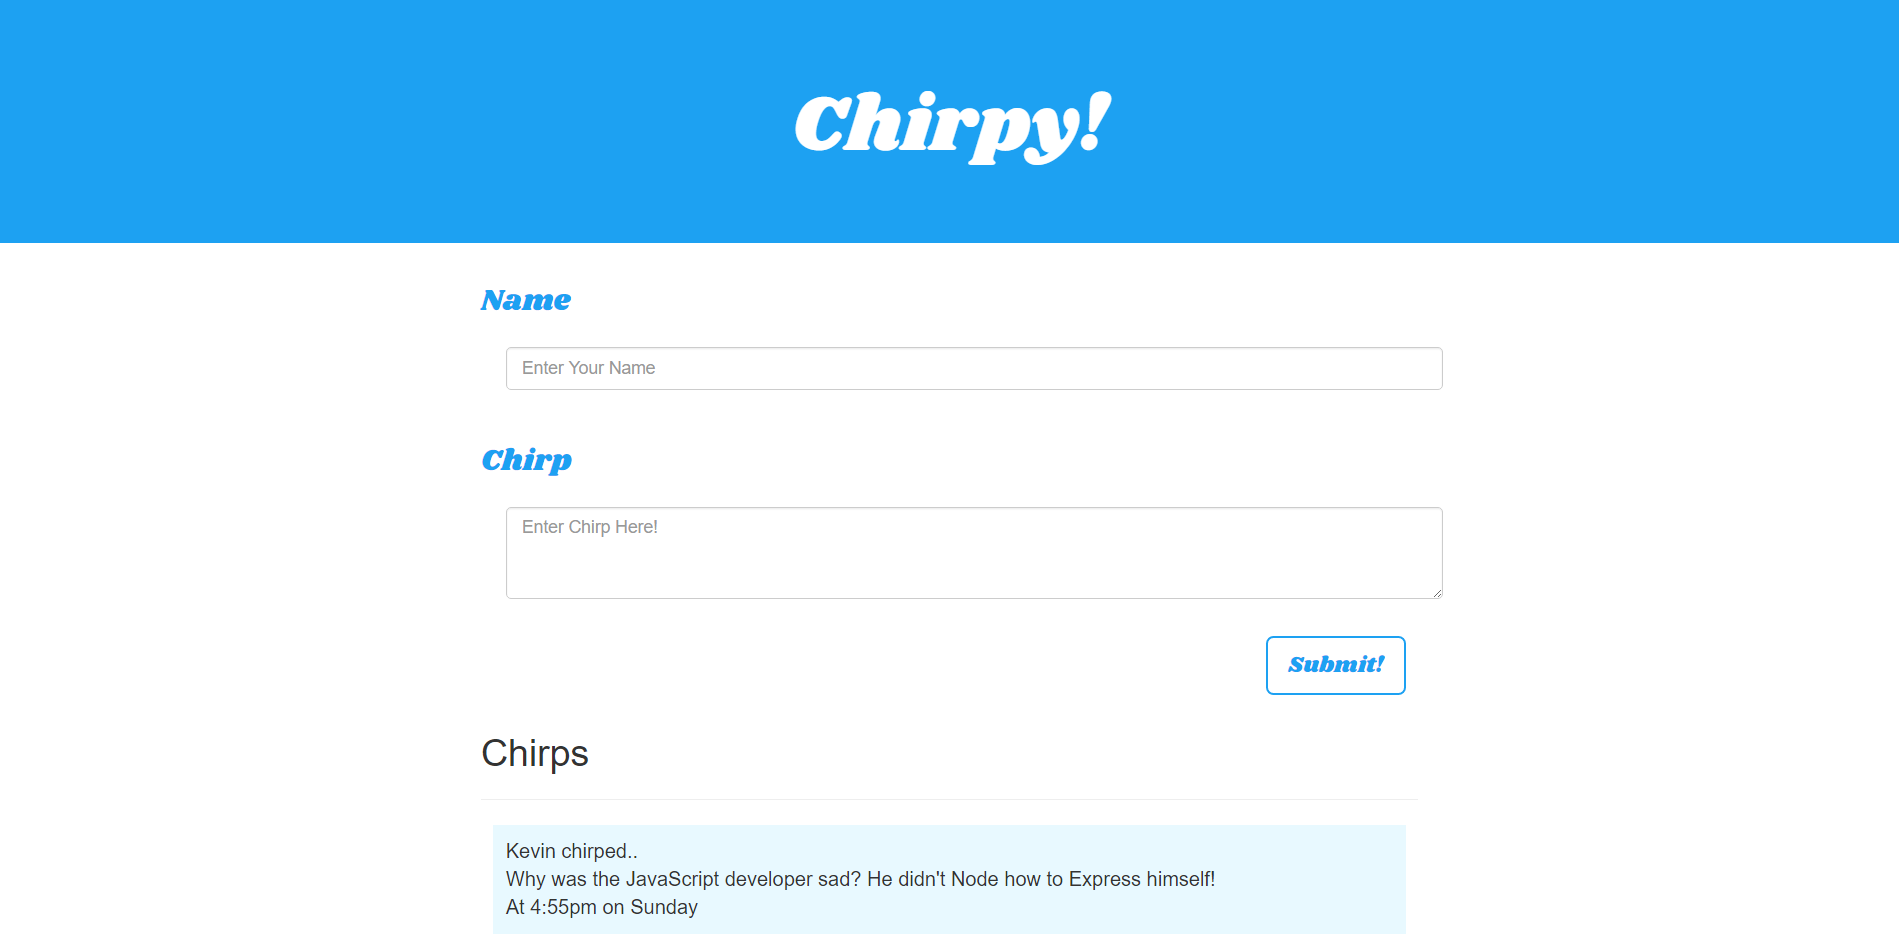 Chirpy!
Name
Enter Your Name
Chirp
Enter Chirp Here!
Submit!
Chirps
Kevin chirped..
Why was the JavaScript developer sad? He didn't Node how to Express himself!
At 4:55pm on Sunday